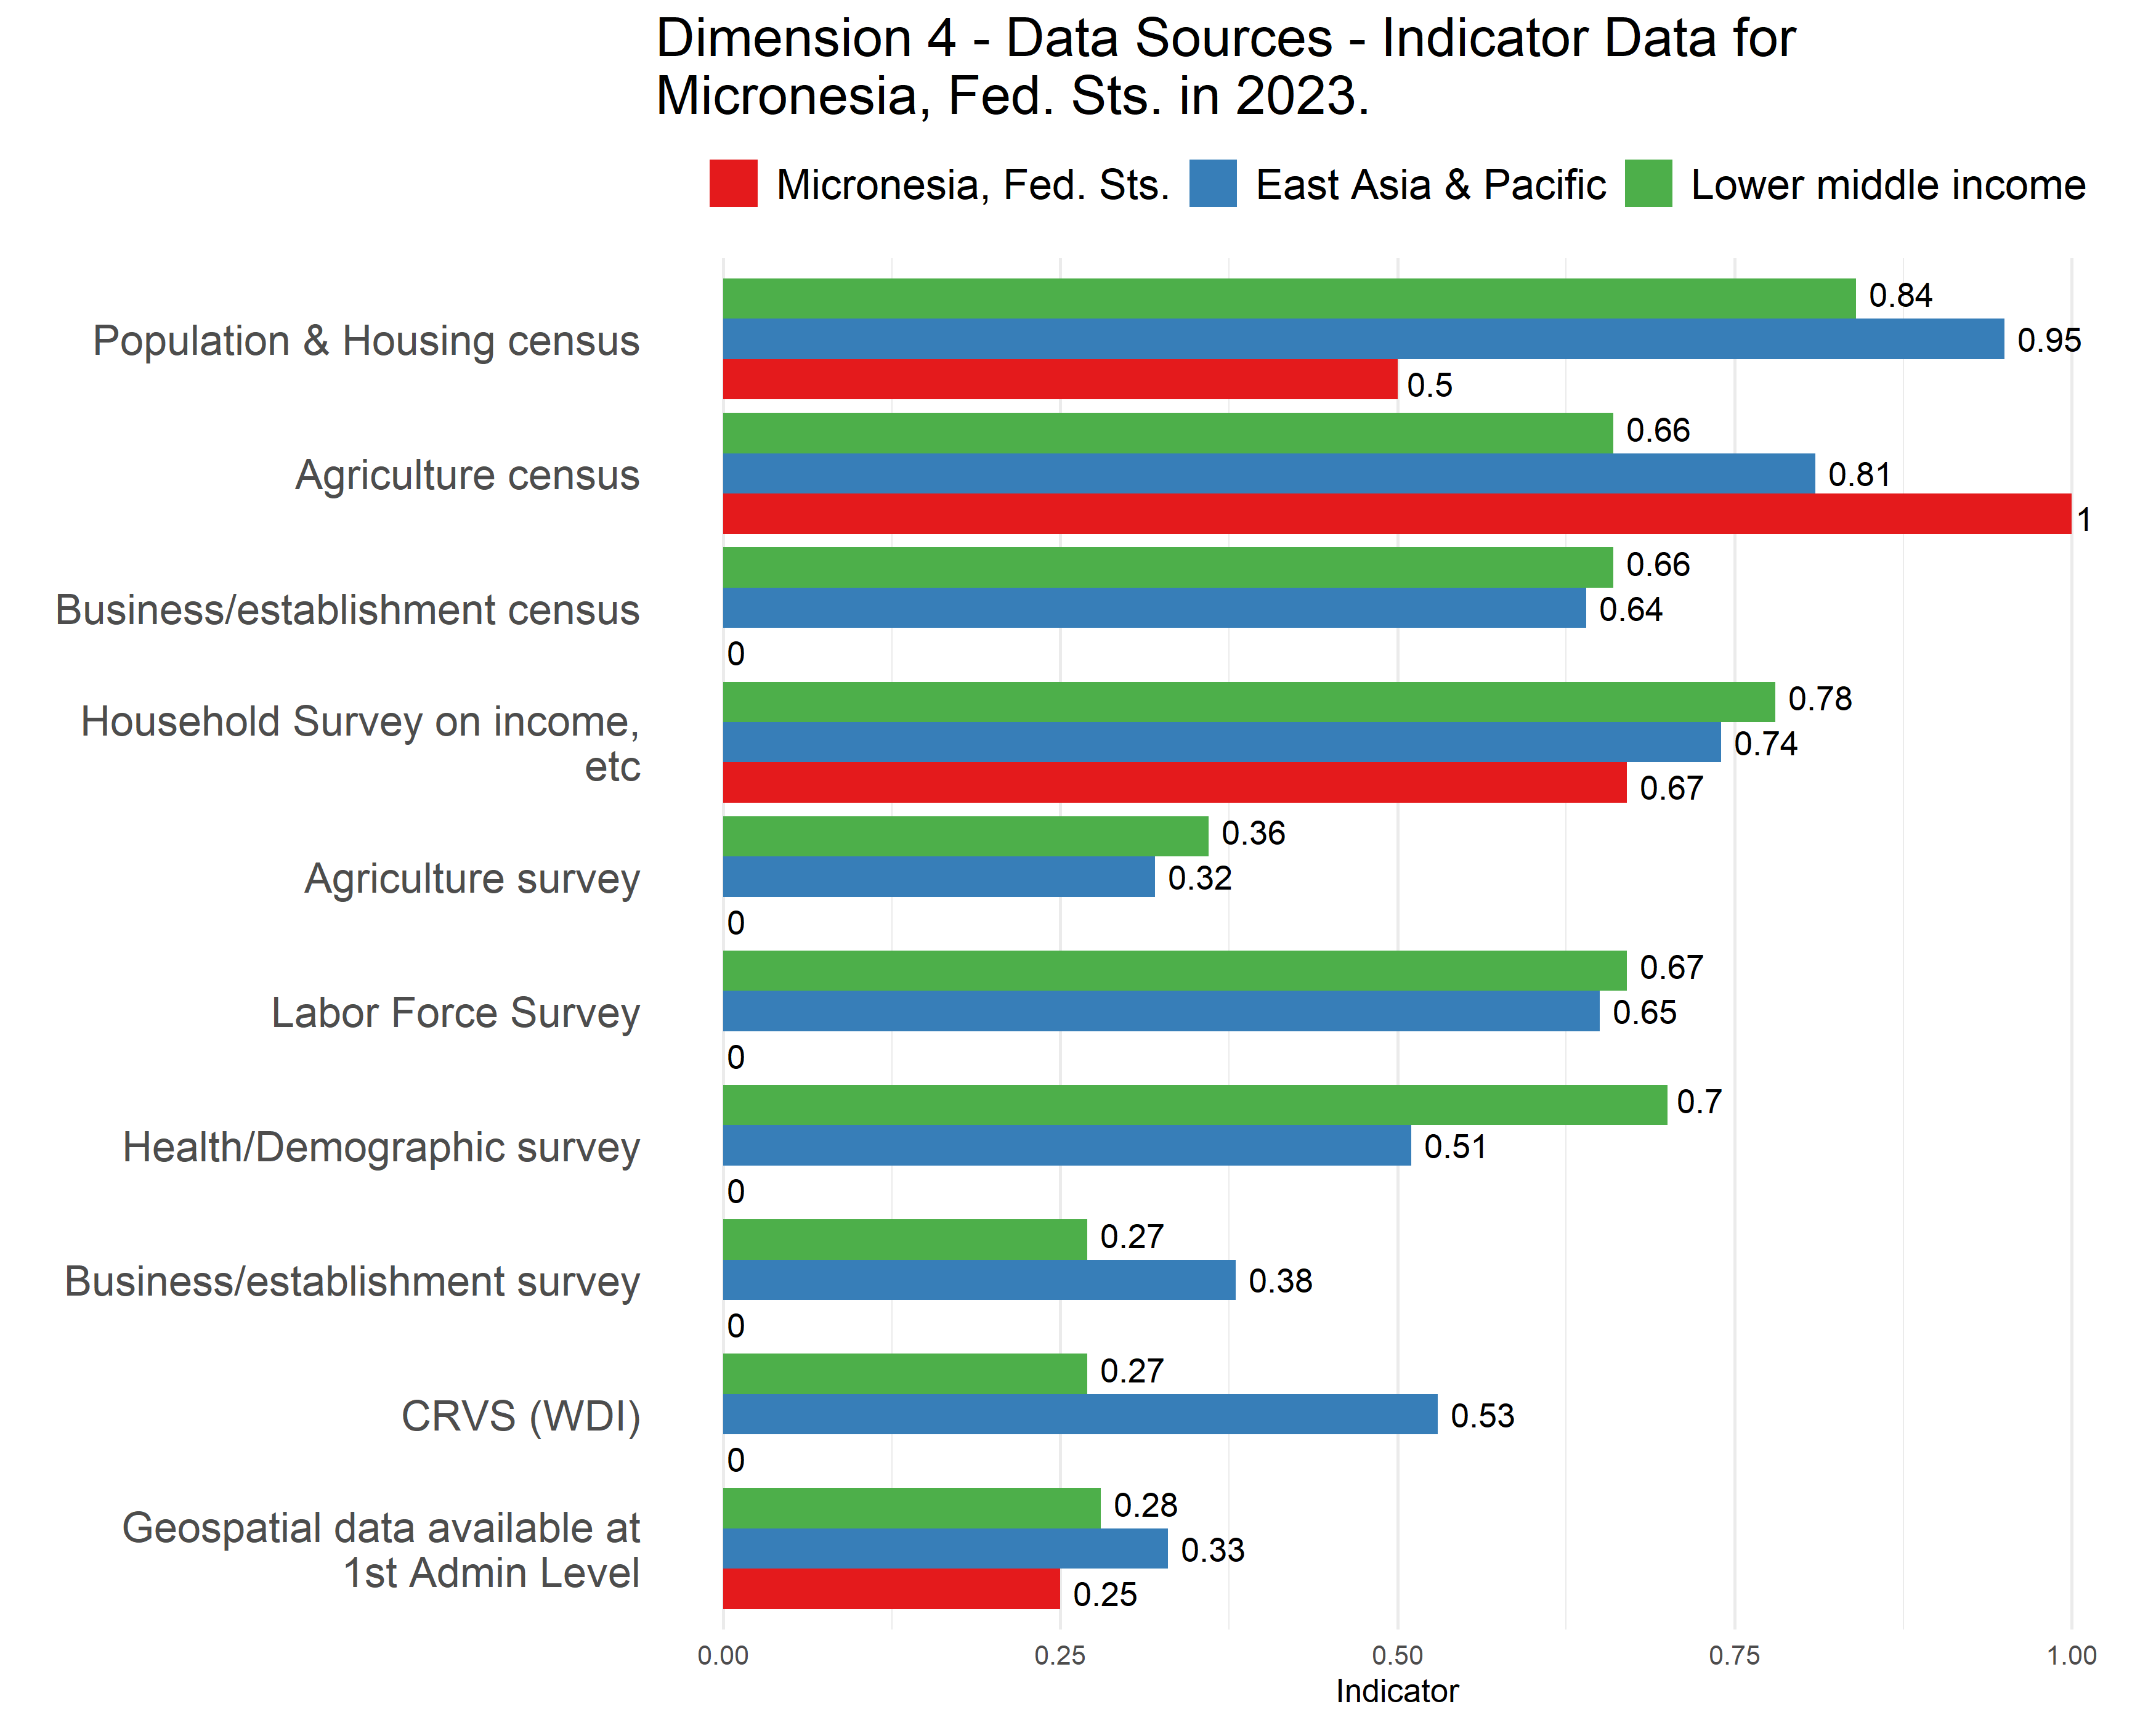 Dimension 4 - Data Sources - Indicator Data for
Micronesia, Fed. Sts. in 2023.
Micronesia, Fed. Sts. East Asia & Pacific Lower middle income
Population & Housing census
0.84
0.95
0.5
Agriculture census
0.66
0.81
1
Business/establishment census
0.66
0.64
0
Household Survey on income,
etc
0.78
0.74
0.67
Agriculture survey
0.36
0.32
0
Labor Force Survey
0.67
0.65
0
Health/Demographic survey
0.7
0.51
0
Business/establishment survey
0.27
0.38
0
CRVS (WDI)
0.27
0.53
0
Geospatial data available at
1st Admin Level
0.28
0.33
0.25
0.00 0.25 0.50 0.75 1.00
Indicator